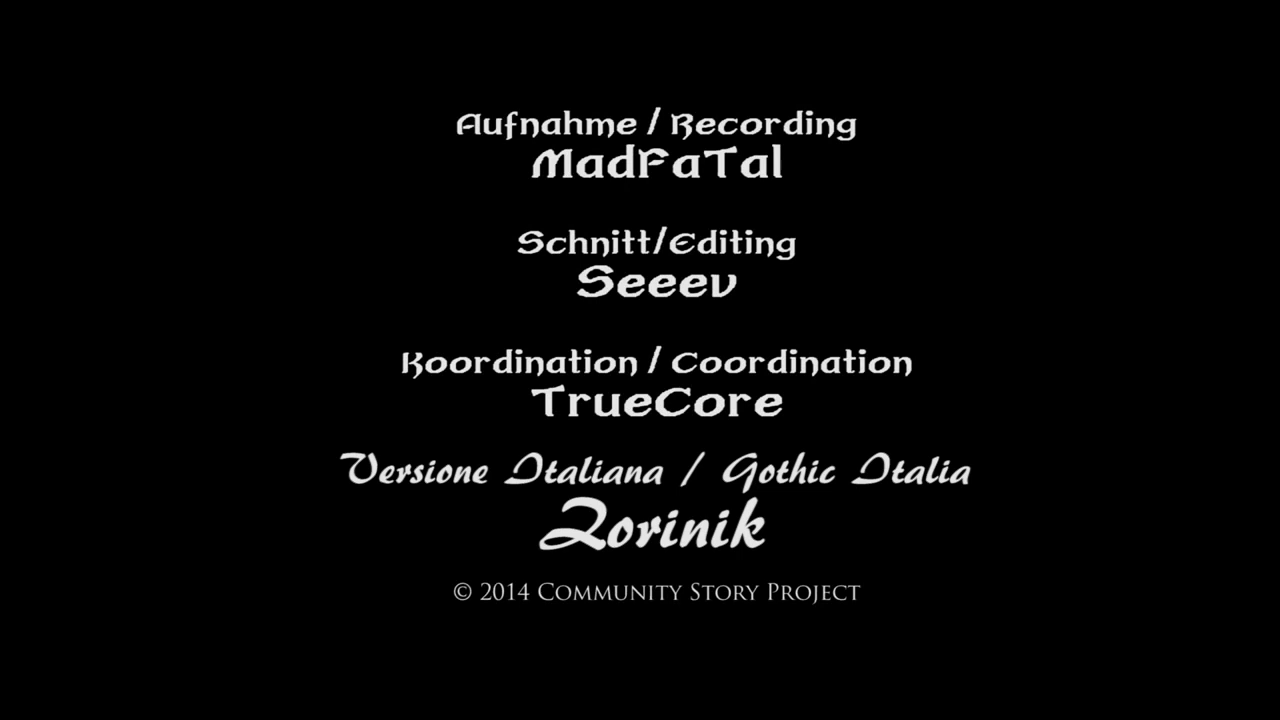 Aufnahme / Recording
MadFaTal
Schnitt/Editing
Seeev
Koordination / Coordination
TrueCore
Versione Italiana / Gothic Italia
Zorinik
© 2014 Community Story Project